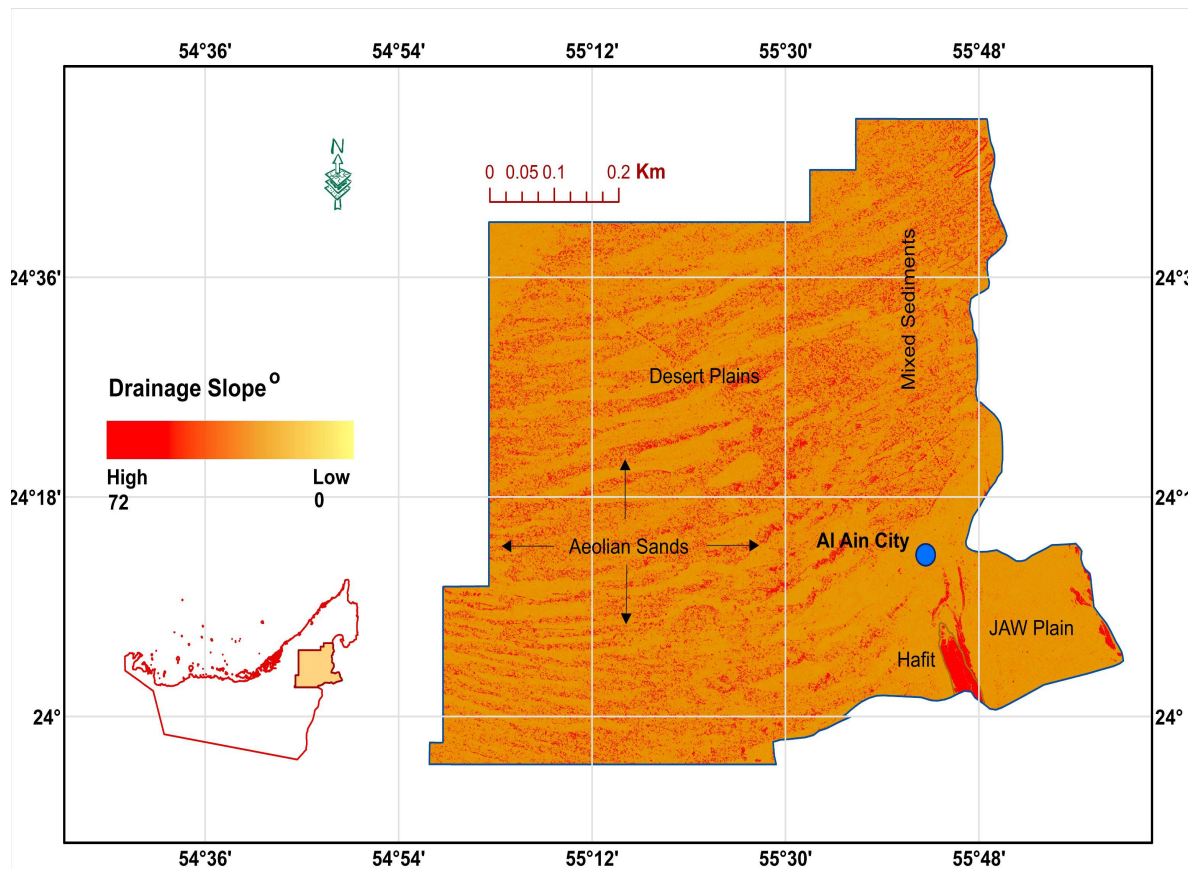 54°36' 54°54' 55°12' 55°30' 55°48'
N
0 0.05 0.1 0.2 Km
24°36'
24°3
Mixed Sediments
Desert Plains
Drainage Slope°
High Low
72 0
24°18'
24°1
Aeolian Sands
Al Ain City
JAW Plain
Hafit
24°
24°
54°36' 54°54' 55°12' 55°30' 55°48'